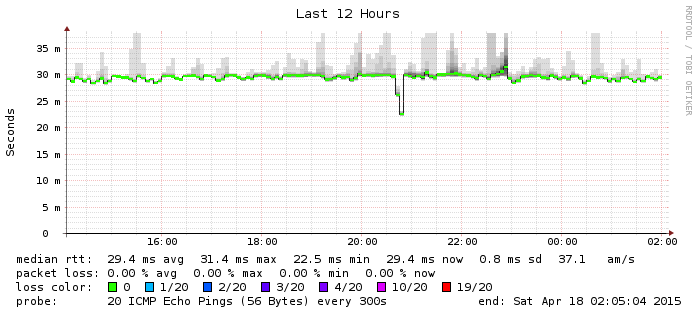 Last 12 Hours
RRDTOOL / TOBI OETIKER
Seconds
35 m
30 m
25 m
20 m
15 m
10 m
5 m
0
16:00 18:00 20:00 22:00 00:00 02:00
median rtt: 29.4 ms avg 31.4 ms max 22.5 ms min 29.4 ms now 0.8 ms sd 37.1 am/s
packet loss: 0.00 % avg 0.00 % max 0.00 % min 0.00 % now
loss color: 0 1/20 2/20 3/20 4/20 10/20 19/20
probe: 20 ICMP Echo Pings (56 Bytes) every 300s end: Sat Apr 18 02:05:04 2015